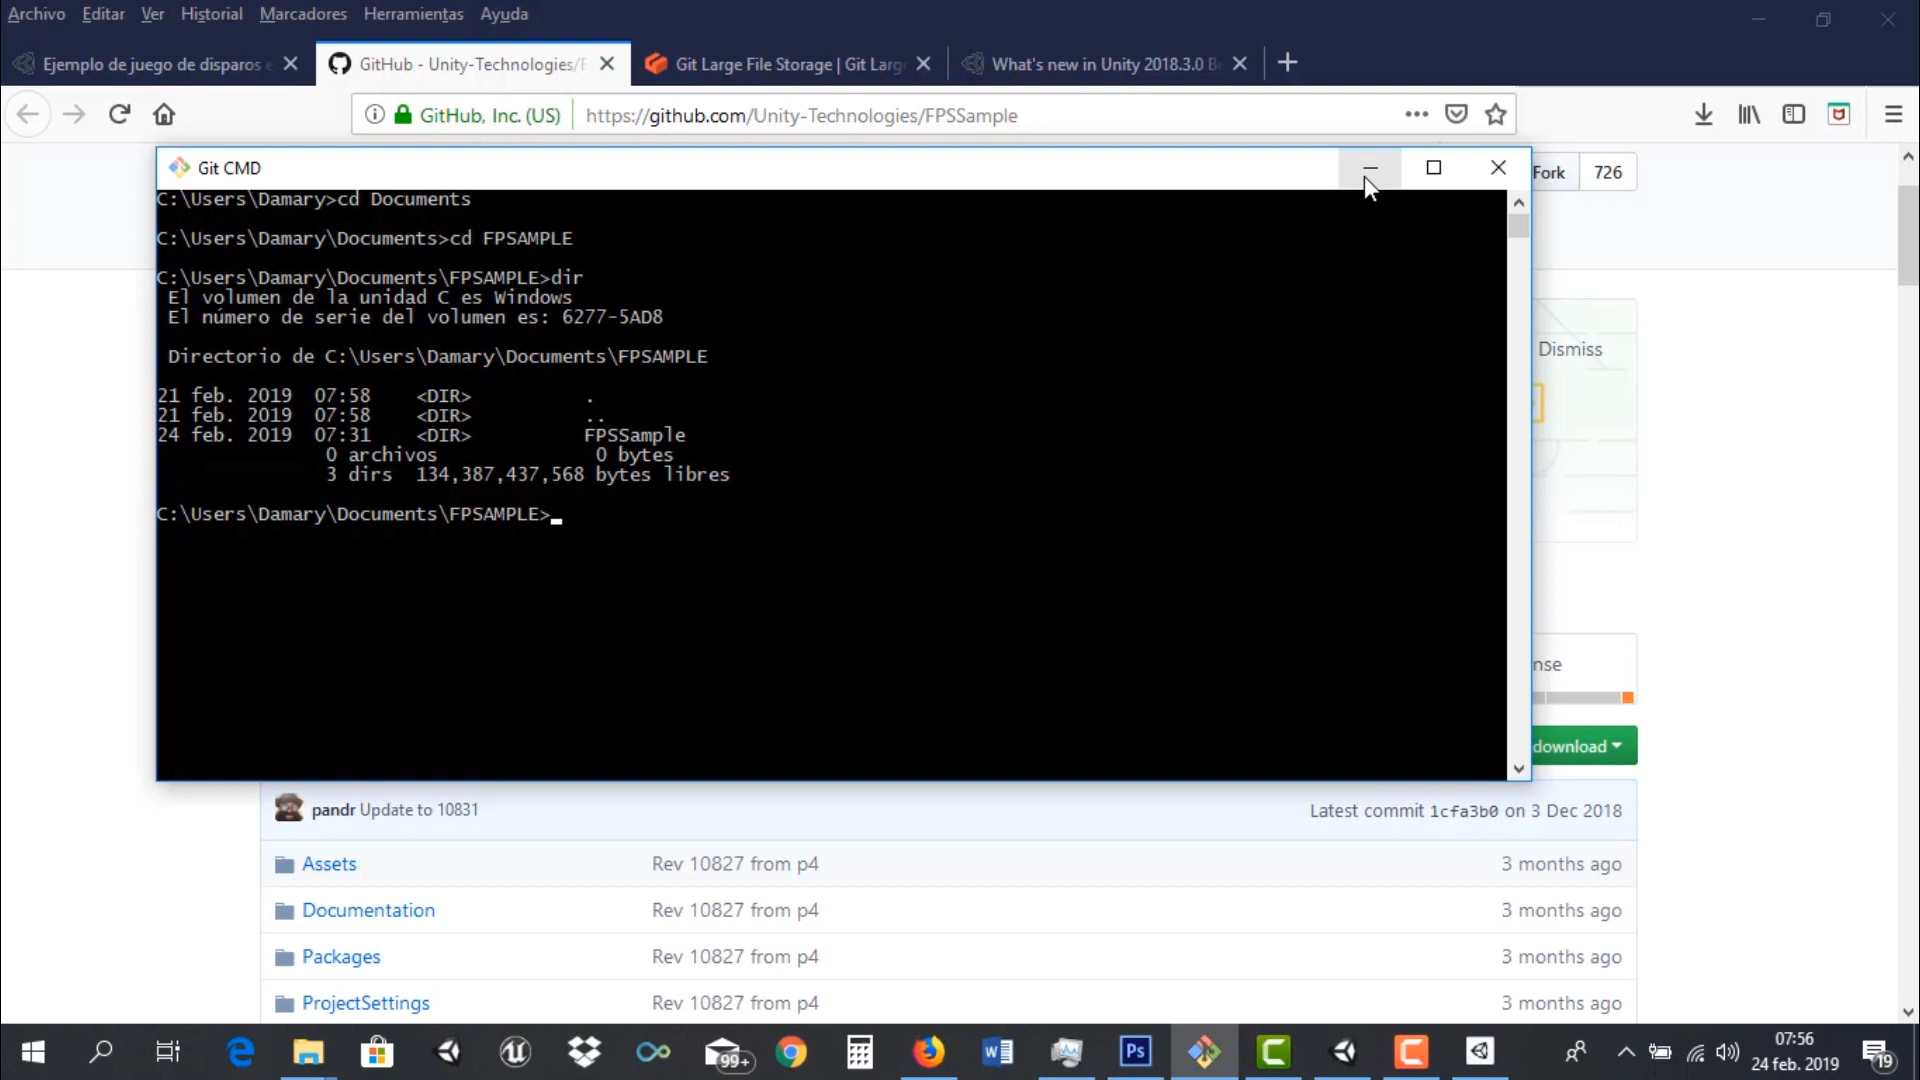 Archivo Editar Ver Historial Marcadores Herramientas Ayuda
Ejemplo de juego de disparos e
GitHub - Unity-Technologies/F
Git Large File Storage | Git Larg
What's new in Unity 2018.3.0 B
GitHub, Inc. (US) https://github.com/Unity-Technologies/FPSSample
Git CMD
Fork 726
C:\Users\Damary>cd Documents
C:\Users\Damary\Documents>cd FPSAMPLE
C:\Users\Damary\Documents\FPSAMPLE>dir
El volumen de la unidad C es Windows
El número de serie del volumen es: 6277-5AD8
Directorio de C:\Users\Damary\Documents\FPSAMPLE
21 feb. 2019 07:58 <DIR> .
21 feb. 2019 07:58 <DIR> ..
24 feb. 2019 07:31 <DIR> FPSSample
0 archivos 0 bytes
3 dirs 134,387,437,568 bytes libres
C:\Users\Damary\Documents\FPSAMPLE>
Dismiss
nse
download
pandr Update to 10831 Latest commit 1cfa3b0 on 3 Dec 2018
Assets Rev 10827 from p4 3 months ago
Documentation Rev 10827 from p4 3 months ago
Packages Rev 10827 from p4 3 months ago
ProjectSettings Rev 10827 from p4 3 months ago
99+
Ps
07:56
24 feb. 2019
19